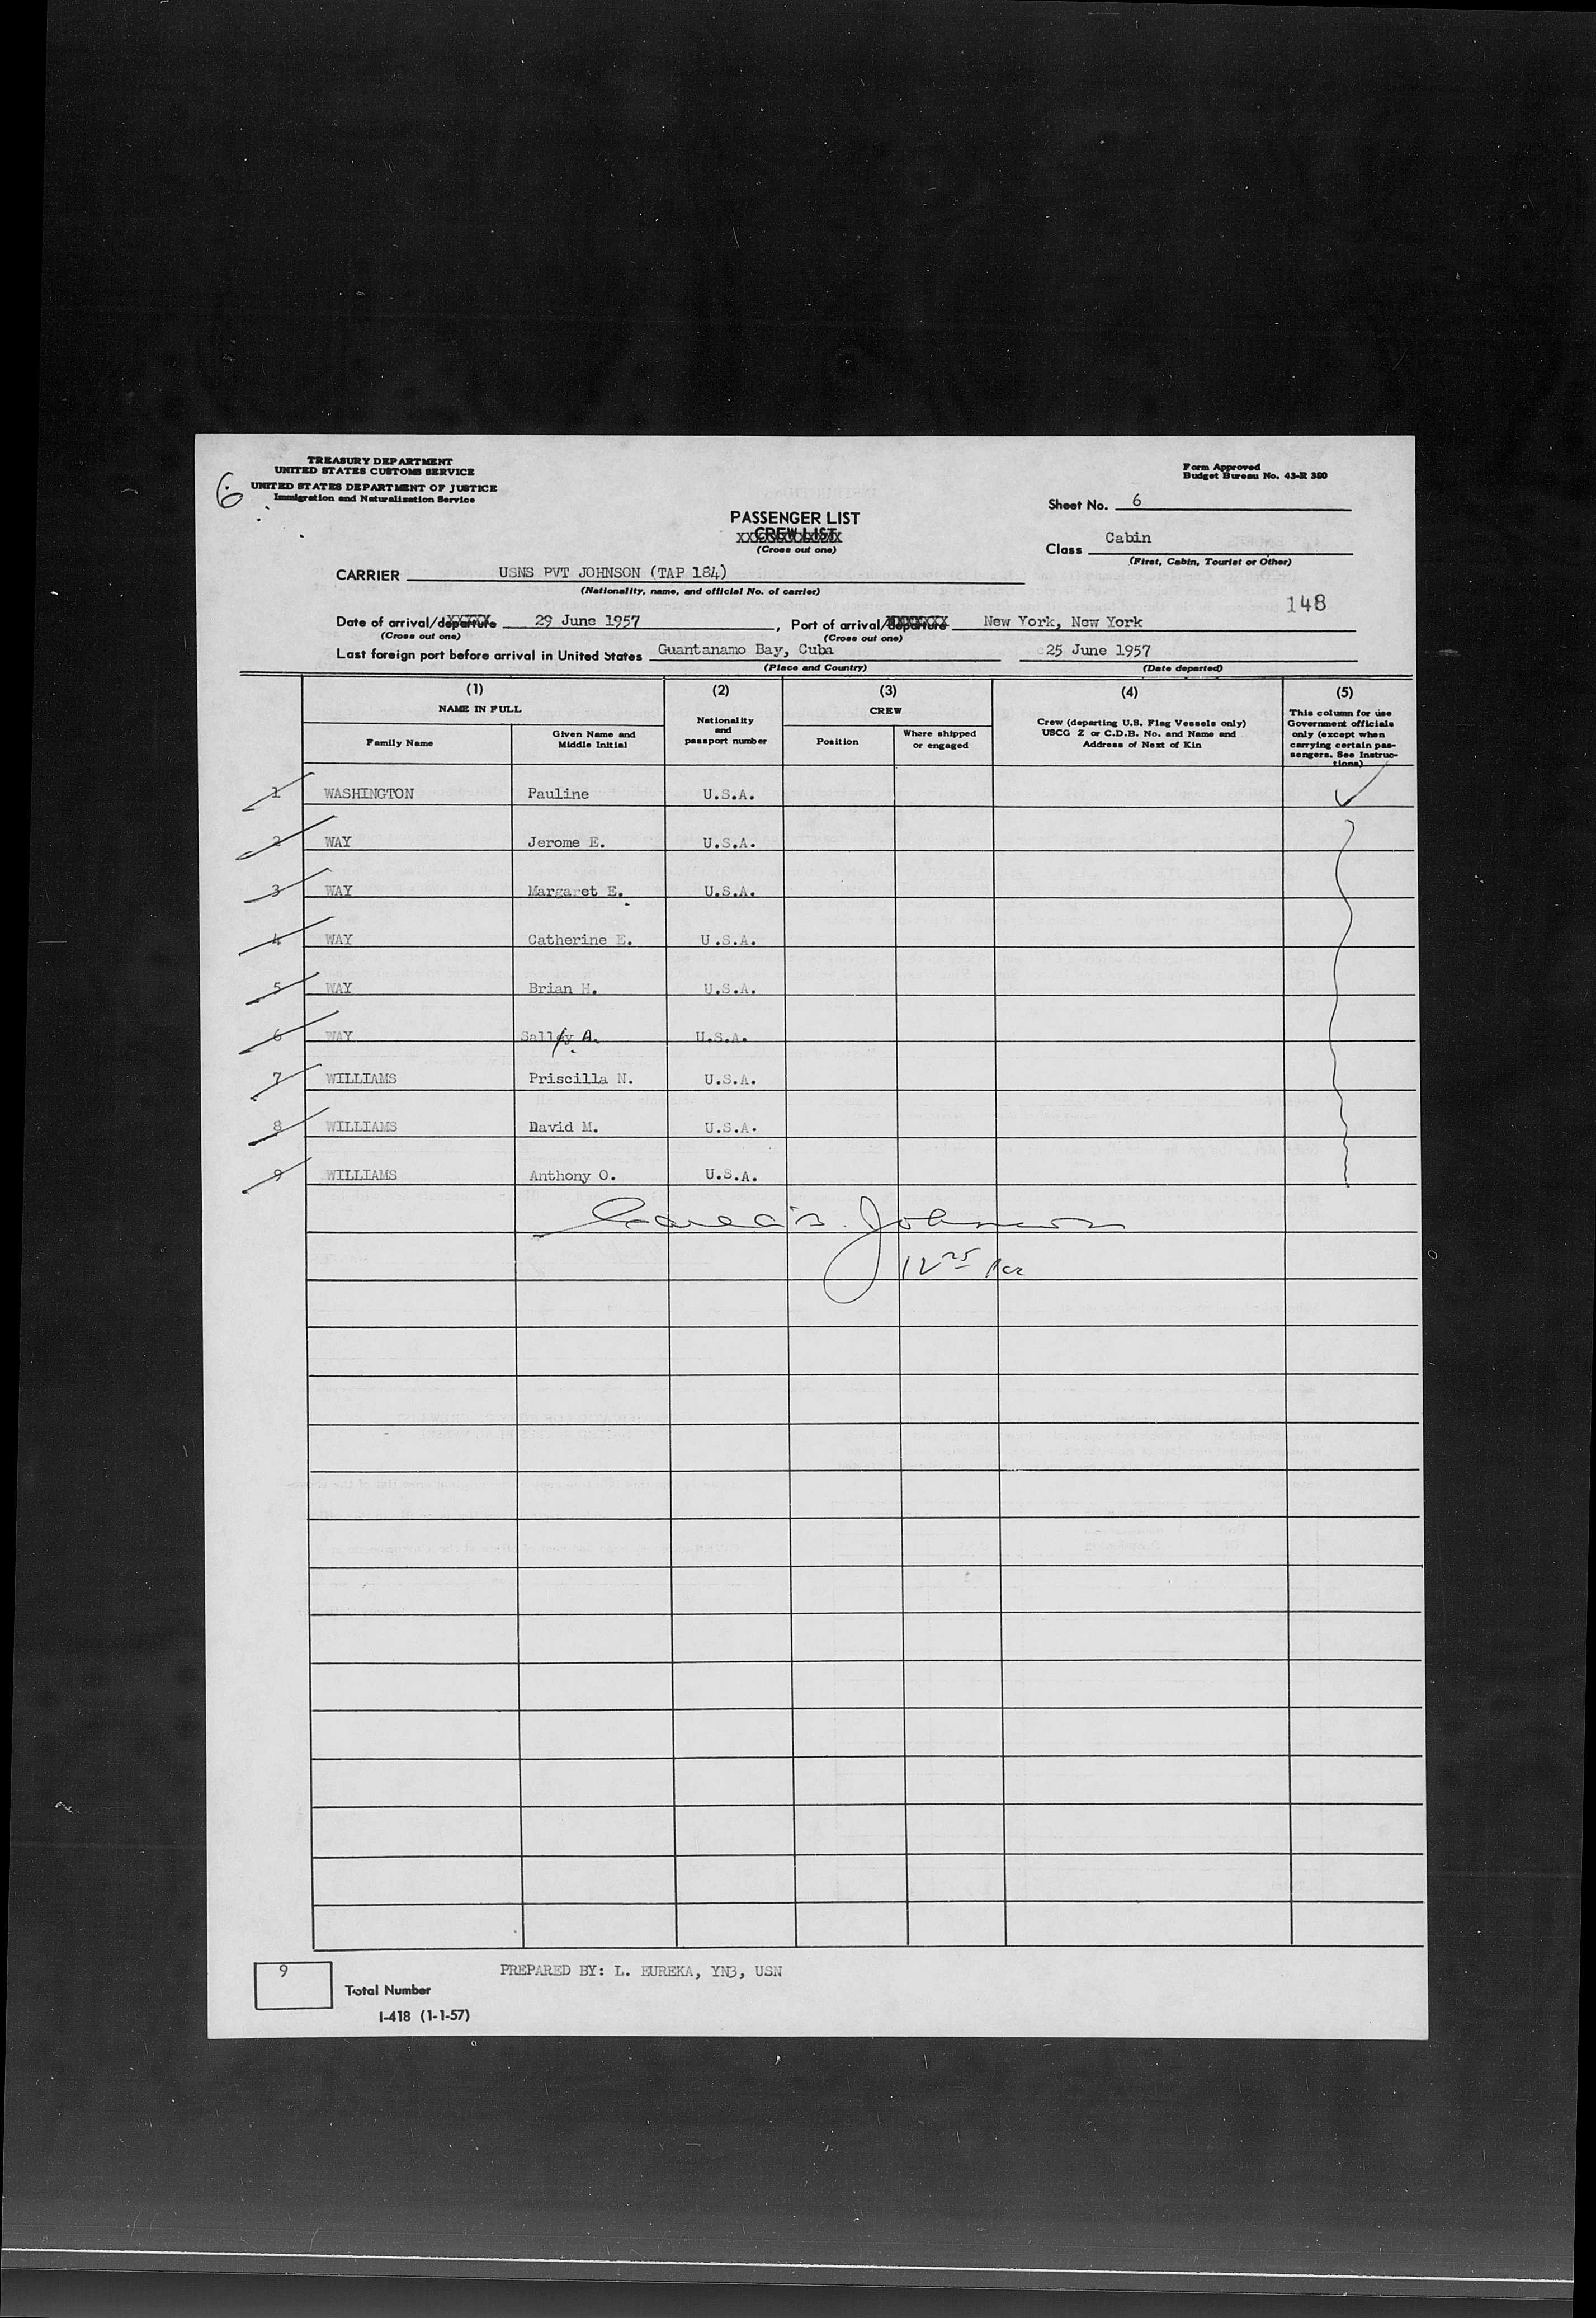 TREASURY DEPARTMENT
UNITED STATES CUSTOMS SERVICE
UNITED STATES DEPARTMENT OF JUSTICE
Immigration and Naturalization Service
6
Form Approved
Budget Bureau No. 43-R 380
Sheet No. 6
PASSENGER LIST
CREW LIST
(Cross out one)
Class Cabin
(First, Cabin, Tourist or Other)
CARRIER USNS PVT JOHNSON (TAP 184)
(Nationality, name, and official No. of carrier)
148
Date of arrival/departure 29 June 1957, Port of arrival/departure New York, New York
(Cross out one) (Cross out one)
Last foreign port before arrival in United States Guantanamo Bay, Cuba 25 June 1957
(Place and Country) (Date departed)
(1) (2) (3) (4) (5)
NAME IN FULL
Family Name
Given Name and
Middle Initial
Nationality
and
passport number
CREW
Position
Where shipped
or engaged
Crew (departing U.S. Flag Vessels only)
USCG Z or C.D.B. No. and Name and
Address of Next of Kin
This column for use
Government officials
only (except when
carrying certain pas-
sengers. See Instruc-
tions)
1 WASHINGTON Pauline U.S.A.
2 WAY Jerome E. U.S.A.
3 WAY Margaret E. U.S.A.
4 WAY Catherine E. U.S.A.
5 WAY Brian H. U.S.A.
6 WAY Sally A. U.S.A.
7 WILLIAMS Priscilla N. U.S.A.
8 WILLIAMS David M. U.S.A.
9 WILLIAMS Anthony O. U.S.A.
Johnson
9
Total Number
PREPARED BY: L. EUREKA, YN3, USN
I-418 (1-1-57)